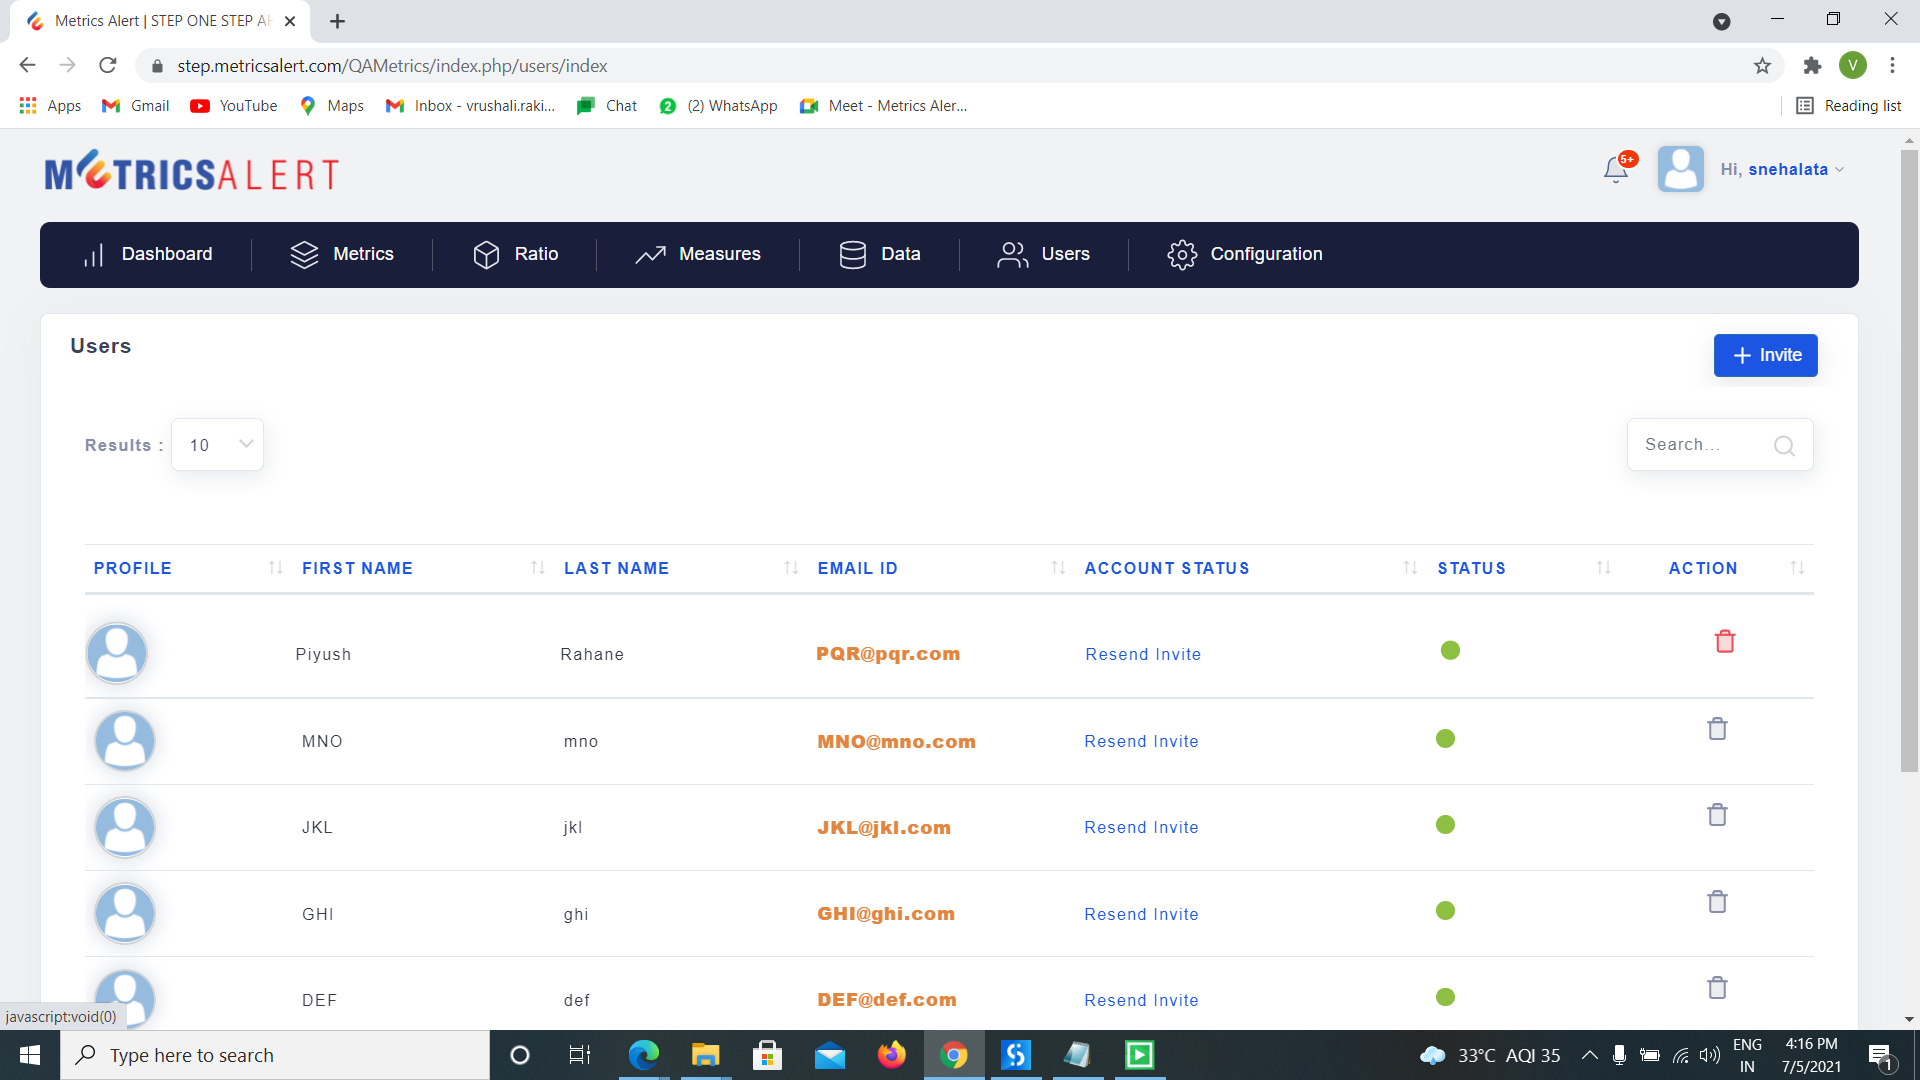 Metrics Alert | STEP ONE STEP AH
step.metricsalert.com/QAMetrics/index.php/users/index
V
Apps Gmail YouTube Maps Inbox - vrushali.raki... Chat 2 (2) WhatsApp Meet - Metrics Aler... Reading list
METRICSALERT
5+
Hi, snehalata
Dashboard Metrics Ratio Measures Data Users Configuration
Users
Invite
Results : 10
Search...
PROFILE FIRST NAME LAST NAME EMAIL ID ACCOUNT STATUS STATUS ACTION
Piyush Rahane PQR@pqr.com Resend Invite
MNO mno MNO@mno.com Resend Invite
JKL jkl JKL@jkl.com Resend Invite
GHI ghi GHI@ghi.com Resend Invite
DEF def DEF@def.com Resend Invite
javascript:void(0)
Type here to search
33°C AQI 35
ENG
IN
4:16 PM
7/5/2021
1